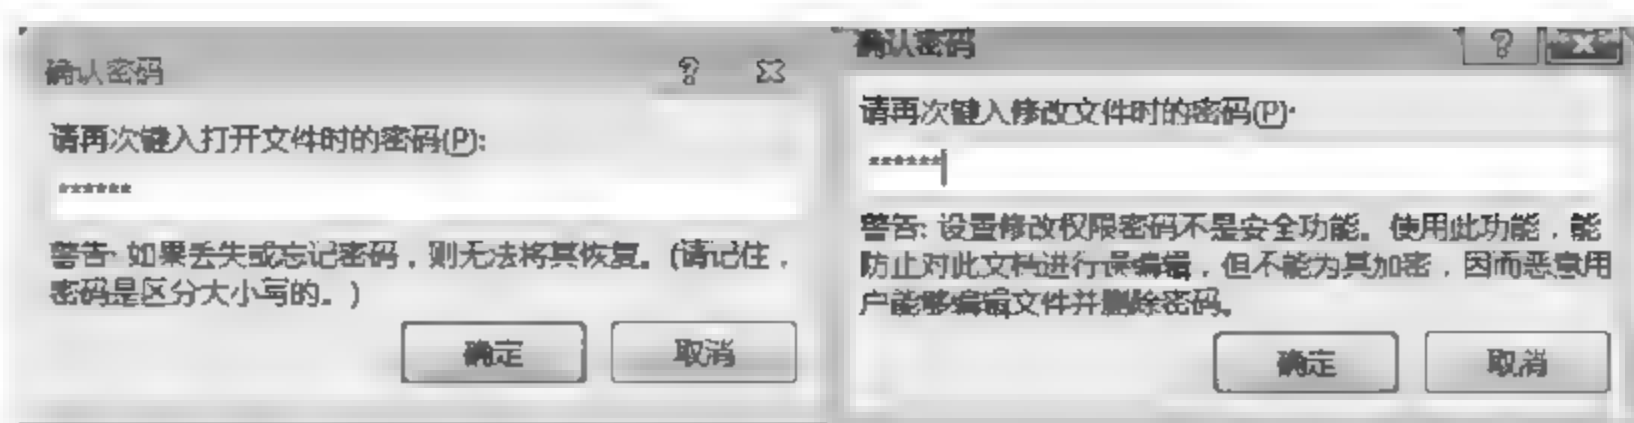 确认密码
请再次键入打开文件时的密码(P):
******
警告: 如果丢失或忘记密码，则无法将其恢复。(请记住，
密码是区分大小写的。)
确定 取消
确认密码
请再次键入修改文件时的密码(P):
******
警告: 设置修改权限密码不是安全功能。使用此功能，能
防止对此文档进行误编辑，但不能为其加密，因而恶意用
户能够编辑文件并删除密码。
确定 取消